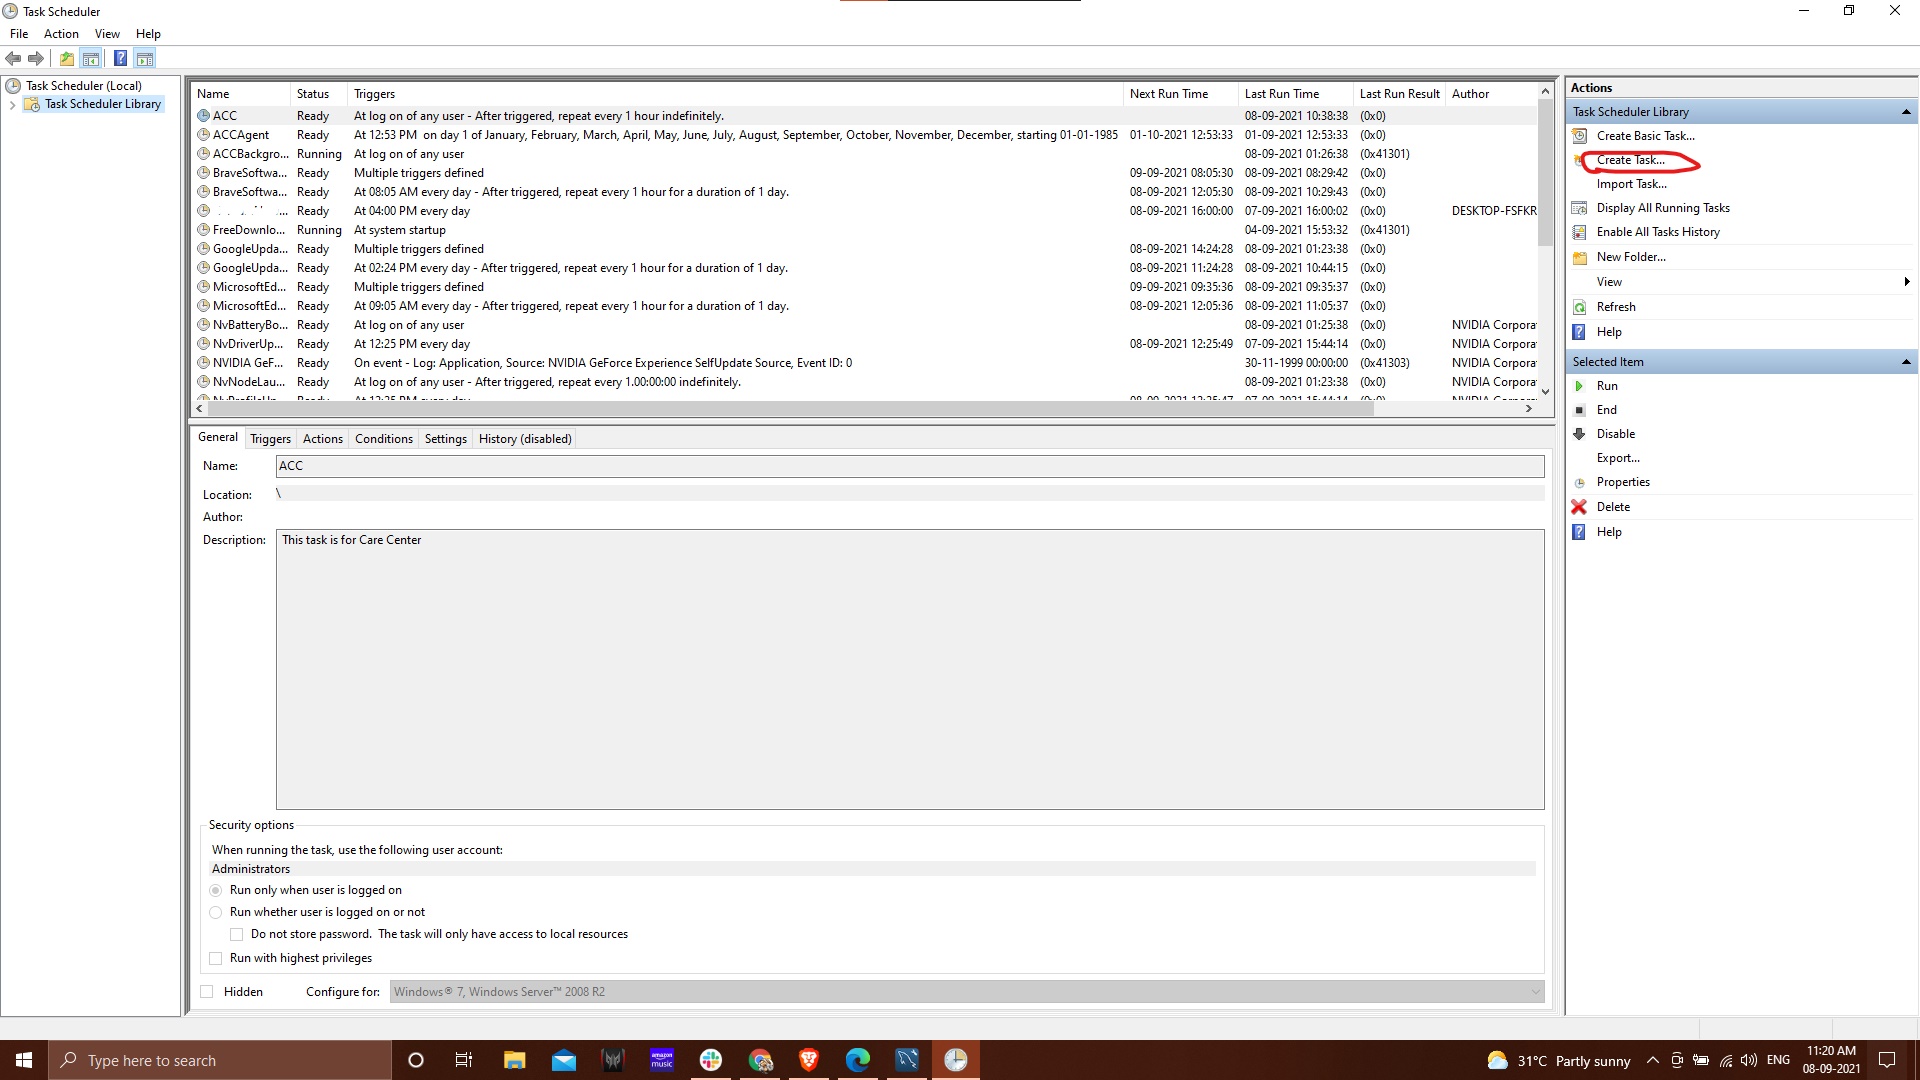 Task Scheduler
File Action View Help
Task Scheduler (Local)
Task Scheduler Library
Name Status Triggers Next Run Time Last Run Time Last Run Result Author
ACC Ready At log on of any user - After triggered, repeat every 1 hour indefinitely. 08-09-2021 10:38:38 (0x0)
ACCAgent Ready At 12:53 PM on day 1 of January, February, March, April, May, June, July, August, September, October, November, December, starting 01-01-1985 01-10-2021 12:53:33 01-09-2021 12:53:33 (0x0)
ACCBackgro... Running At log on of any user 08-09-2021 01:26:38 (0x41301)
BraveSoftwa... Ready Multiple triggers defined 09-09-2021 08:05:30 08-09-2021 08:29:42 (0x0)
BraveSoftwa... Ready At 08:05 AM every day - After triggered, repeat every 1 hour for a duration of 1 day. 08-09-2021 12:05:30 08-09-2021 10:29:43 (0x0)
... Ready At 04:00 PM every day 08-09-2021 16:00:00 07-09-2021 16:00:02 (0x0) DESKTOP-FSFKR
FreeDownlo... Running At system startup 04-09-2021 15:53:32 (0x41301)
GoogleUpda... Ready Multiple triggers defined 08-09-2021 14:24:28 08-09-2021 01:23:38 (0x0)
GoogleUpda... Ready At 02:24 PM every day - After triggered, repeat every 1 hour for a duration of 1 day. 08-09-2021 11:24:28 08-09-2021 10:44:15 (0x0)
MicrosoftEd... Ready Multiple triggers defined 09-09-2021 09:35:36 08-09-2021 09:35:37 (0x0)
MicrosoftEd... Ready At 09:05 AM every day - After triggered, repeat every 1 hour for a duration of 1 day. 08-09-2021 12:05:36 08-09-2021 11:05:37 (0x0)
NvBatteryBo... Ready At log on of any user 08-09-2021 01:25:38 (0x0) NVIDIA Corpora
NvDriverUp... Ready At 12:25 PM every day 08-09-2021 12:25:49 07-09-2021 15:44:14 (0x0) NVIDIA Corpora
NVIDIA GeF... Ready On event - Log: Application, Source: NVIDIA GeForce Experience SelfUpdate Source, Event ID: 0 30-11-1999 00:00:00 (0x41303) NVIDIA Corpora
NvNodeLau... Ready At log on of any user - After triggered, repeat every 1.00:00:00 indefinitely. 08-09-2021 01:23:38 (0x0) NVIDIA Corpora
General Triggers Actions Conditions Settings History (disabled)
Name: ACC
Location: \
Author:
Description: This task is for Care Center
Security options
When running the task, use the following user account:
Administrators
Run only when user is logged on
Run whether user is logged on or not
Do not store password. The task will only have access to local resources
Run with highest privileges
Hidden Configure for: Windows® 7, Windows Server™ 2008 R2
Actions
Task Scheduler Library
Create Basic Task...
Create Task...
Import Task...
Display All Running Tasks
Enable All Tasks History
New Folder...
View
Refresh
Help
Selected Item
Run
End
Disable
Export...
Properties
Delete
Help
Type here to search
amazon music
31°C Partly sunny
ENG
11:20 AM
08-09-2021